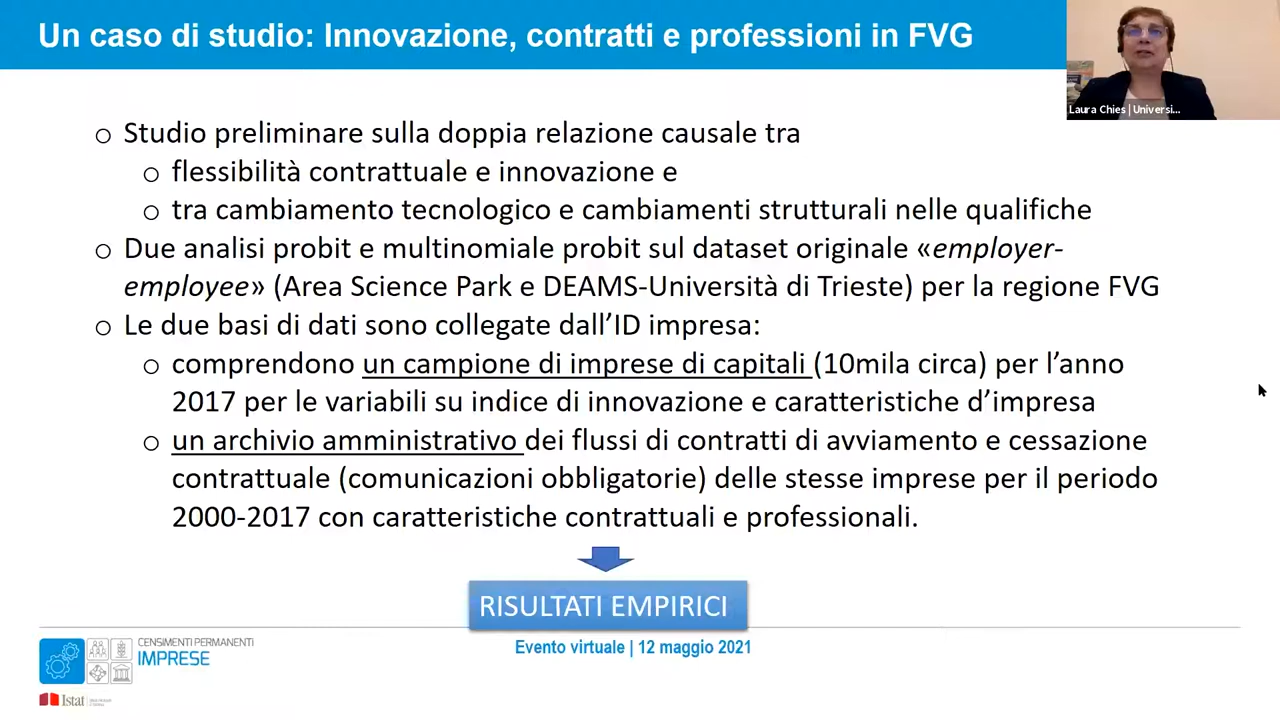 Un caso di studio: Innovazione, contratti e professioni in FVG
Laura Chies | Universi...
o Studio preliminare sulla doppia relazione causale tra
o flessibilità contrattuale e innovazione e
o tra cambiamento tecnologico e cambiamenti strutturali nelle qualifiche
o Due analisi probit e multinomiale probit sul dataset originale «employer-
employee» (Area Science Park e DEAMS-Università di Trieste) per la regione FVG
o Le due basi di dati sono collegate dall’ID impresa:
o comprendono un campione di imprese di capitali (10mila circa) per l’anno
2017 per le variabili su indice di innovazione e caratteristiche d’impresa
o un archivio amministrativo dei flussi di contratti di avviamento e cessazione
contrattuale (comunicazioni obbligatorie) delle stesse imprese per il periodo
2000-2017 con caratteristiche contrattuali e professionali.
RISULTATI EMPIRICI
CENSIMENTI PERMANENTI
IMPRESE
Evento virtuale | 12 maggio 2021
Istat